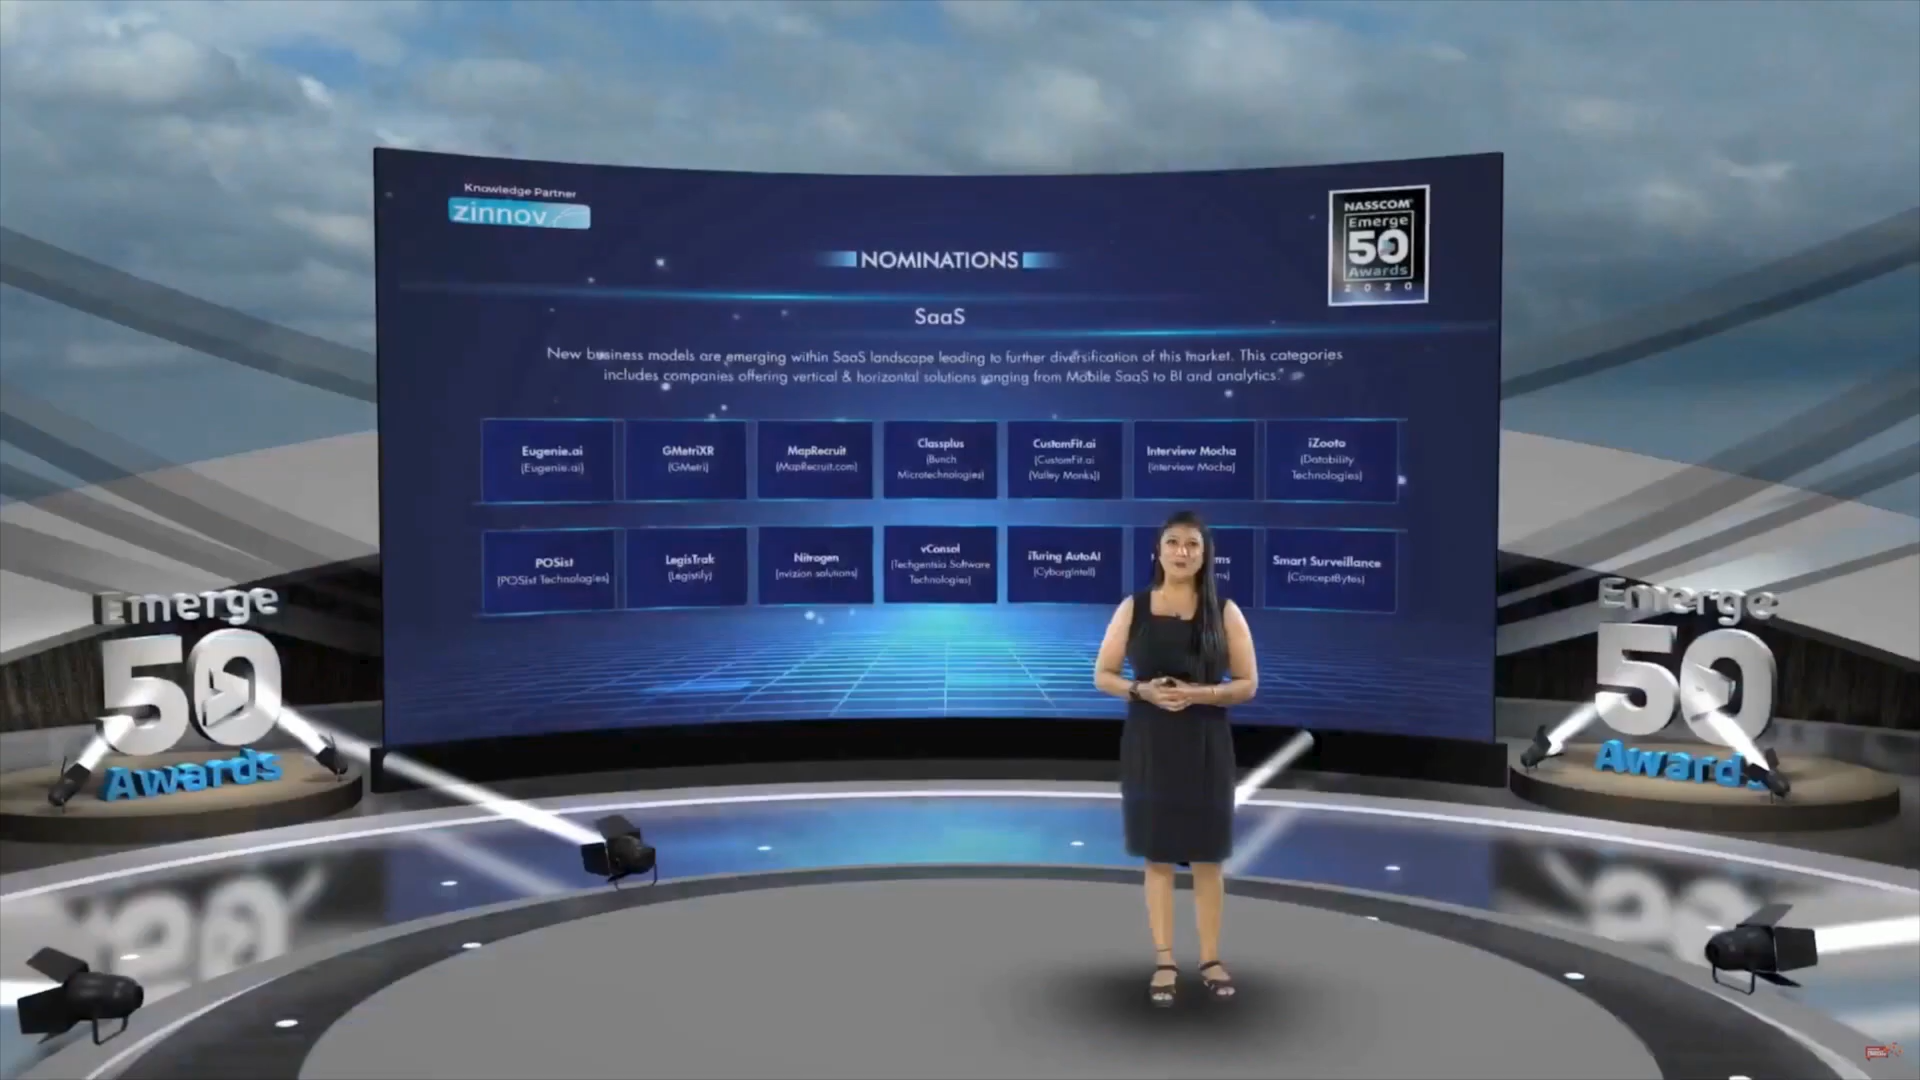 Knowledge Partner
zinnov
NASSCOM®
Emerge
50
Awards
2020
NOMINATIONS
SaaS
New business models are emerging within SaaS landscape leading to further diversification of this market. This categories
includes companies offering vertical & horizontal solutions ranging from Mobile SaaS to BI and analytics."
Eugenie.ai
(Eugenie.ai)
GMetriXR
(GMetri)
MapRecruit
(MapRecruit.com)
Classplus
(Bunch
Microtechnologies)
CustomFit.ai
(CustomFit.ai
(Valley Monks))
Interview Mocha
(Interview Mocha)
iZooto
(Datability
Technologies)
POSist
(POSist Technologies)
LegisTrak
(Legistify)
Nitrogen
(nvizion solutions)
vConsol
(Techgentsia Software
Technologies)
iTuring AutoAI
(CyborgIntell)
Smart Surveillance
(ConceptBytes)
Emerge
50
Awards
Emerge
50
Awards